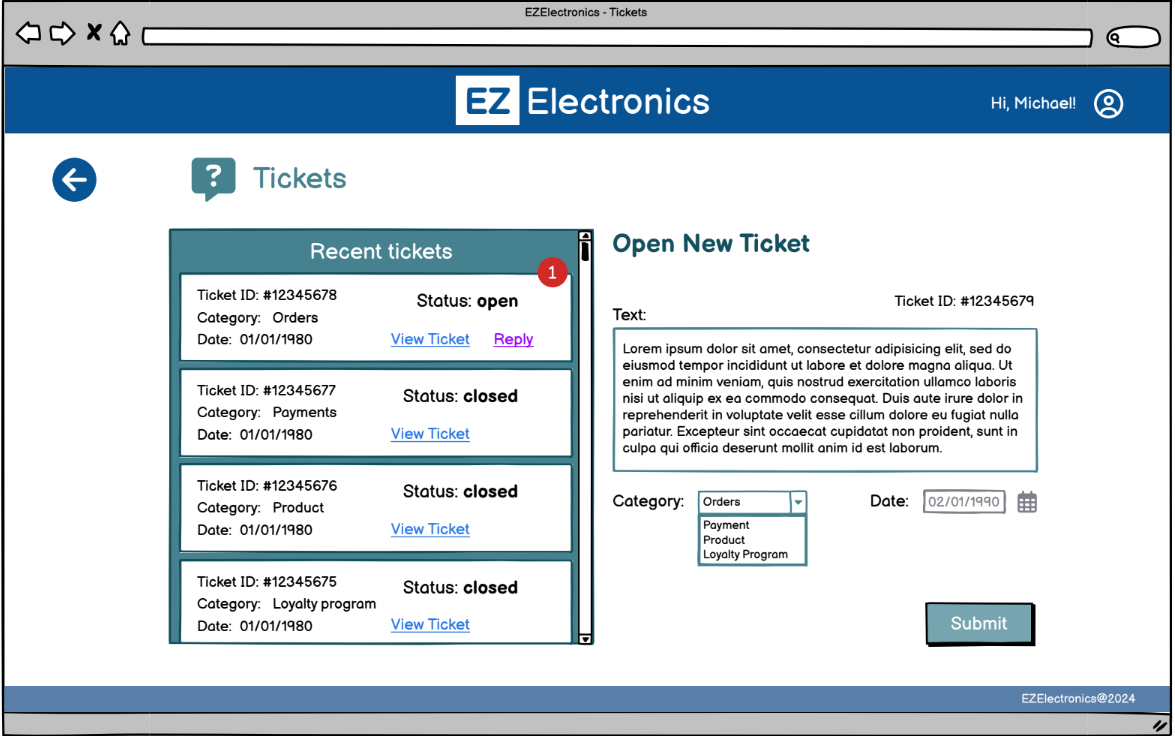 EZElectronics - Tickets
EZ Electronics
Hi, Michael!
? Tickets
Recent tickets
1
Ticket ID: #12345678
Status: open
Category: Orders
Date: 01/01/1980
View Ticket Reply
Ticket ID: #12345677
Status: closed
Category: Payments
Date: 01/01/1980
View Ticket
Ticket ID: #12345676
Status: closed
Category: Product
Date: 01/01/1980
View Ticket
Ticket ID: #12345675
Status: closed
Category: Loyalty program
Date: 01/01/1980
View Ticket
Open New Ticket
Ticket ID: #12345679
Text:
Lorem ipsum dolor sit amet, consectetur adipisicing elit, sed do
eiusmod tempor incididunt ut labore et dolore magna aliqua. Ut
enim ad minim veniam, quis nostrud exercitation ullamco laboris
nisi ut aliquip ex ea commodo consequat. Duis aute irure dolor in
reprehenderit in voluptate velit esse cillum dolore eu fugiat nulla
pariatur. Excepteur sint occaecat cupidatat non proident, sunt in
culpa qui officia deserunt mollit anim id est laborum.
Category: Orders
Date: 02/01/1990
Payment
Product
Loyalty Program
Submit
EZElectronics@2024